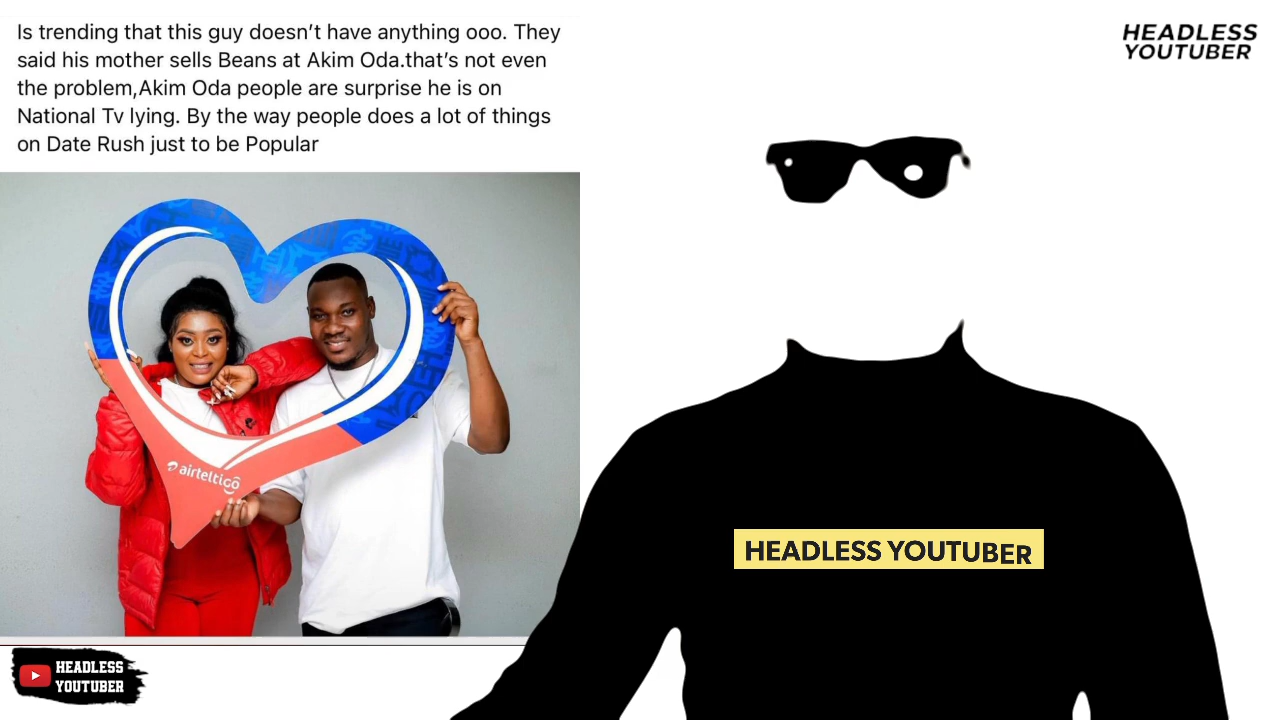 Is trending that this guy doesn’t have anything ooo. They
said his mother sells Beans at Akim Oda.that’s not even
the problem,Akim Oda people are surprise he is on
National Tv lying. By the way people does a lot of things
on Date Rush just to be Popular
HEADLESS
YOUTUBER
airteltigo
HEADLESS YOUTUBER
HEADLESS
YOUTUBER